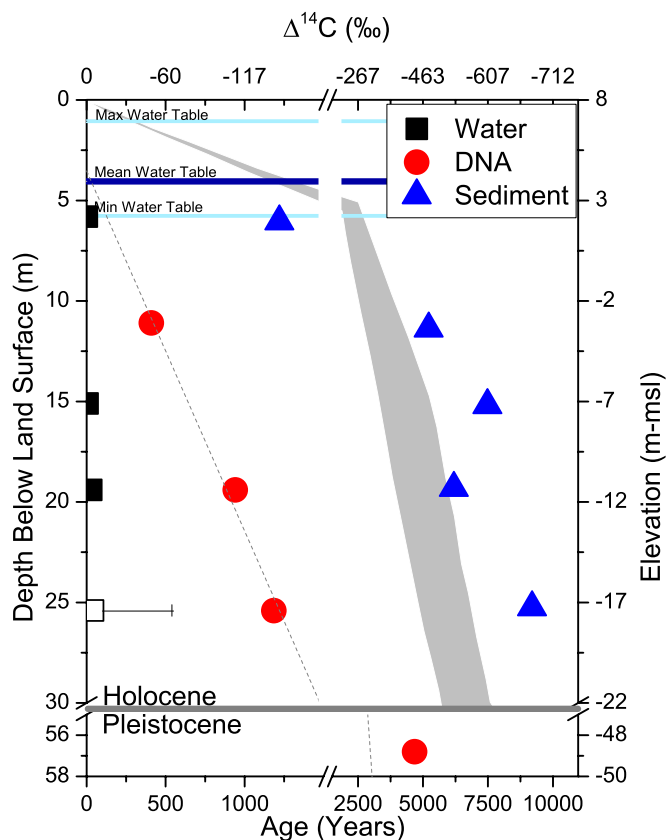 Δ14C (‰)
0 -60 -117 -267 -463 -607 -712
Max Water Table
Mean Water Table
Min Water Table
Water
DNA
Sediment
Depth Below Land Surface (m)
0
5
10
15
20
25
30
56
58
8
3
-2
-7
-12
-17
-22
-48
-50
Elevation (m-msl)
Holocene
Pleistocene
0 1000 2500 5000 7500 10000
Age (Years)